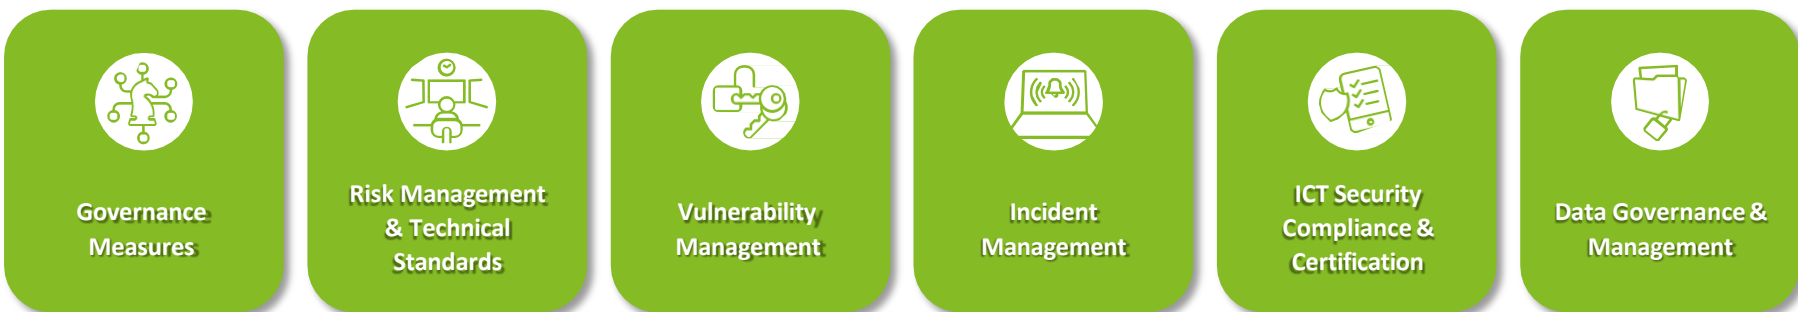 Governance
Measures
Risk Management
& Technical
Standards
Vulnerability
Management
Incident
Management
ICT Security
Compliance &
Certification
Data Governance &
Management